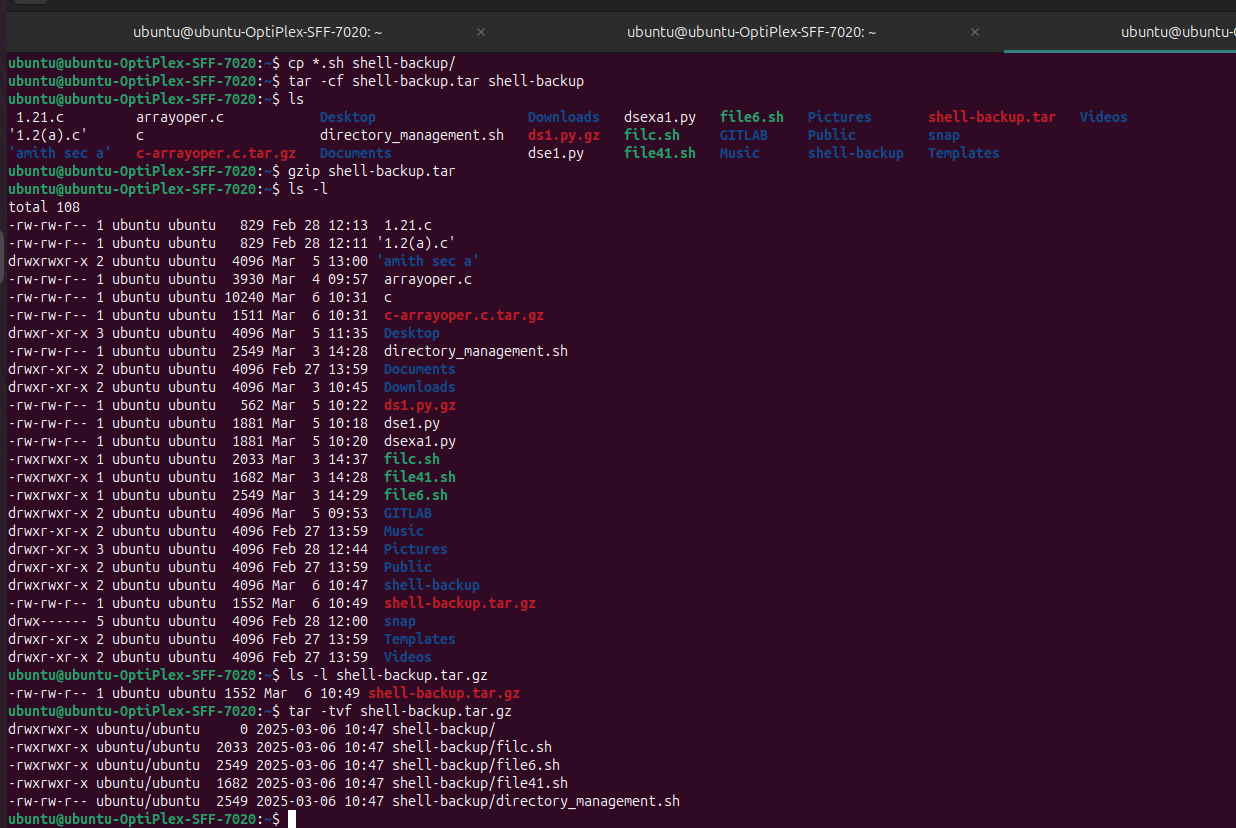 ubuntu@ubuntu-OptiPlex-SFF-7020: ~ × ubuntu@ubuntu-OptiPlex-SFF-7020: ~ × ubuntu@ubuntu-
ubuntu@ubuntu-OptiPlex-SFF-7020:~$ cp *.sh shell-backup/
ubuntu@ubuntu-OptiPlex-SFF-7020:~$ tar -cf shell-backup.tar shell-backup
ubuntu@ubuntu-OptiPlex-SFF-7020:~$ ls
 1.21.c         arrayoper.c            Desktop                   Downloads   dsexa1.py   file6.sh   Pictures       shell-backup.tar   Videos
'1.2(a).c'      c                      directory_management.sh   ds1.py.gz   filc.sh     GITLAB     Public         snap
'amith sec a'   c-arrayoper.c.tar.gz   Documents                 dse1.py     file41.sh   Music      shell-backup   Templates
ubuntu@ubuntu-OptiPlex-SFF-7020:~$ gzip shell-backup.tar
ubuntu@ubuntu-OptiPlex-SFF-7020:~$ ls -l
total 108
-rw-rw-r-- 1 ubuntu ubuntu   829 Feb 28 12:13  1.21.c
-rw-rw-r-- 1 ubuntu ubuntu   829 Feb 28 12:11 '1.2(a).c'
drwxrwxr-x 2 ubuntu ubuntu  4096 Mar  5 13:00 'amith sec a'
-rw-rw-r-- 1 ubuntu ubuntu  3930 Mar  4 09:57  arrayoper.c
-rw-rw-r-- 1 ubuntu ubuntu 10240 Mar  6 10:31  c
-rw-rw-r-- 1 ubuntu ubuntu  1511 Mar  6 10:31  c-arrayoper.c.tar.gz
drwxr-xr-x 3 ubuntu ubuntu  4096 Mar  5 11:35  Desktop
-rw-rw-r-- 1 ubuntu ubuntu  2549 Mar  3 14:28  directory_management.sh
drwxr-xr-x 2 ubuntu ubuntu  4096 Feb 27 13:59  Documents
drwxr-xr-x 2 ubuntu ubuntu  4096 Mar  3 10:45  Downloads
-rw-rw-r-- 1 ubuntu ubuntu   562 Mar  5 10:22  ds1.py.gz
-rw-rw-r-- 1 ubuntu ubuntu  1881 Mar  5 10:18  dse1.py
-rw-rw-r-- 1 ubuntu ubuntu  1881 Mar  5 10:20  dsexa1.py
-rwxrwxr-x 1 ubuntu ubuntu  2033 Mar  3 14:37  filc.sh
-rwxrwxr-x 1 ubuntu ubuntu  1682 Mar  3 14:28  file41.sh
-rwxrwxr-x 1 ubuntu ubuntu  2549 Mar  3 14:29  file6.sh
drwxrwxr-x 2 ubuntu ubuntu  4096 Mar  5 09:53  GITLAB
drwxr-xr-x 2 ubuntu ubuntu  4096 Feb 27 13:59  Music
drwxr-xr-x 3 ubuntu ubuntu  4096 Feb 28 12:44  Pictures
drwxr-xr-x 2 ubuntu ubuntu  4096 Feb 27 13:59  Public
drwxrwxr-x 2 ubuntu ubuntu  4096 Mar  6 10:47  shell-backup
-rw-rw-r-- 1 ubuntu ubuntu  1552 Mar  6 10:49  shell-backup.tar.gz
drwx------ 5 ubuntu ubuntu  4096 Feb 28 12:00  snap
drwxr-xr-x 2 ubuntu ubuntu  4096 Feb 27 13:59  Templates
drwxr-xr-x 2 ubuntu ubuntu  4096 Feb 27 13:59  Videos
ubuntu@ubuntu-OptiPlex-SFF-7020:~$ ls -l shell-backup.tar.gz
-rw-rw-r-- 1 ubuntu ubuntu 1552 Mar  6 10:49 shell-backup.tar.gz
ubuntu@ubuntu-OptiPlex-SFF-7020:~$ tar -tvf shell-backup.tar.gz
drwxrwxr-x ubuntu/ubuntu     0 2025-03-06 10:47 shell-backup/
-rwxrwxr-x ubuntu/ubuntu  2033 2025-03-06 10:47 shell-backup/filc.sh
-rwxrwxr-x ubuntu/ubuntu  2549 2025-03-06 10:47 shell-backup/file6.sh
-rwxrwxr-x ubuntu/ubuntu  1682 2025-03-06 10:47 shell-backup/file41.sh
-rw-rw-r-- ubuntu/ubuntu  2549 2025-03-06 10:47 shell-backup/directory_management.sh
ubuntu@ubuntu-OptiPlex-SFF-7020:~$